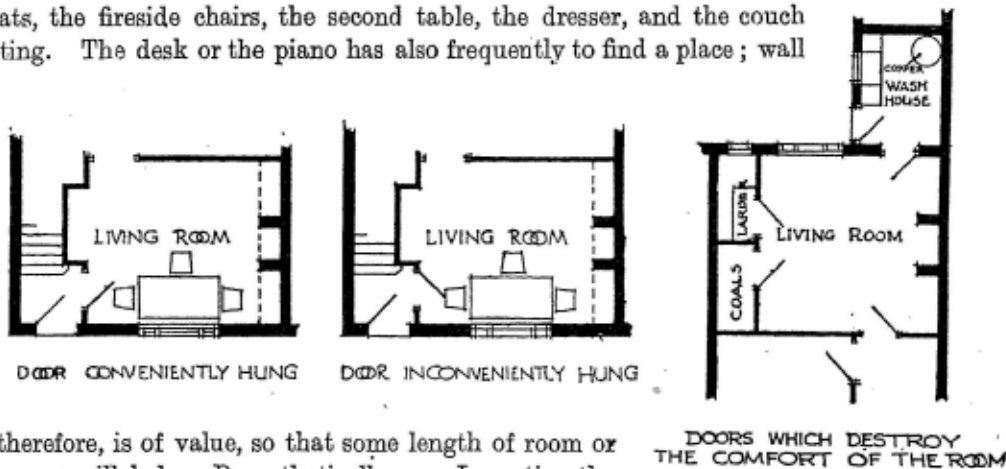 ats, the fireside chairs, the second table, the dresser, and the couch
ting. The desk or the piano has also frequently to find a place ; wall
COPPER
WASH
HOUSE
LIVING ROOM
LIVING ROOM
LARDER
LIVING ROOM
COALS
DOOR CONVENIENTLY HUNG
DOOR INCONVENIENTLY HUNG
DOORS WHICH DESTROY
THE COMFORT OF THE ROOM
therefore, is of value, so that some length of room or